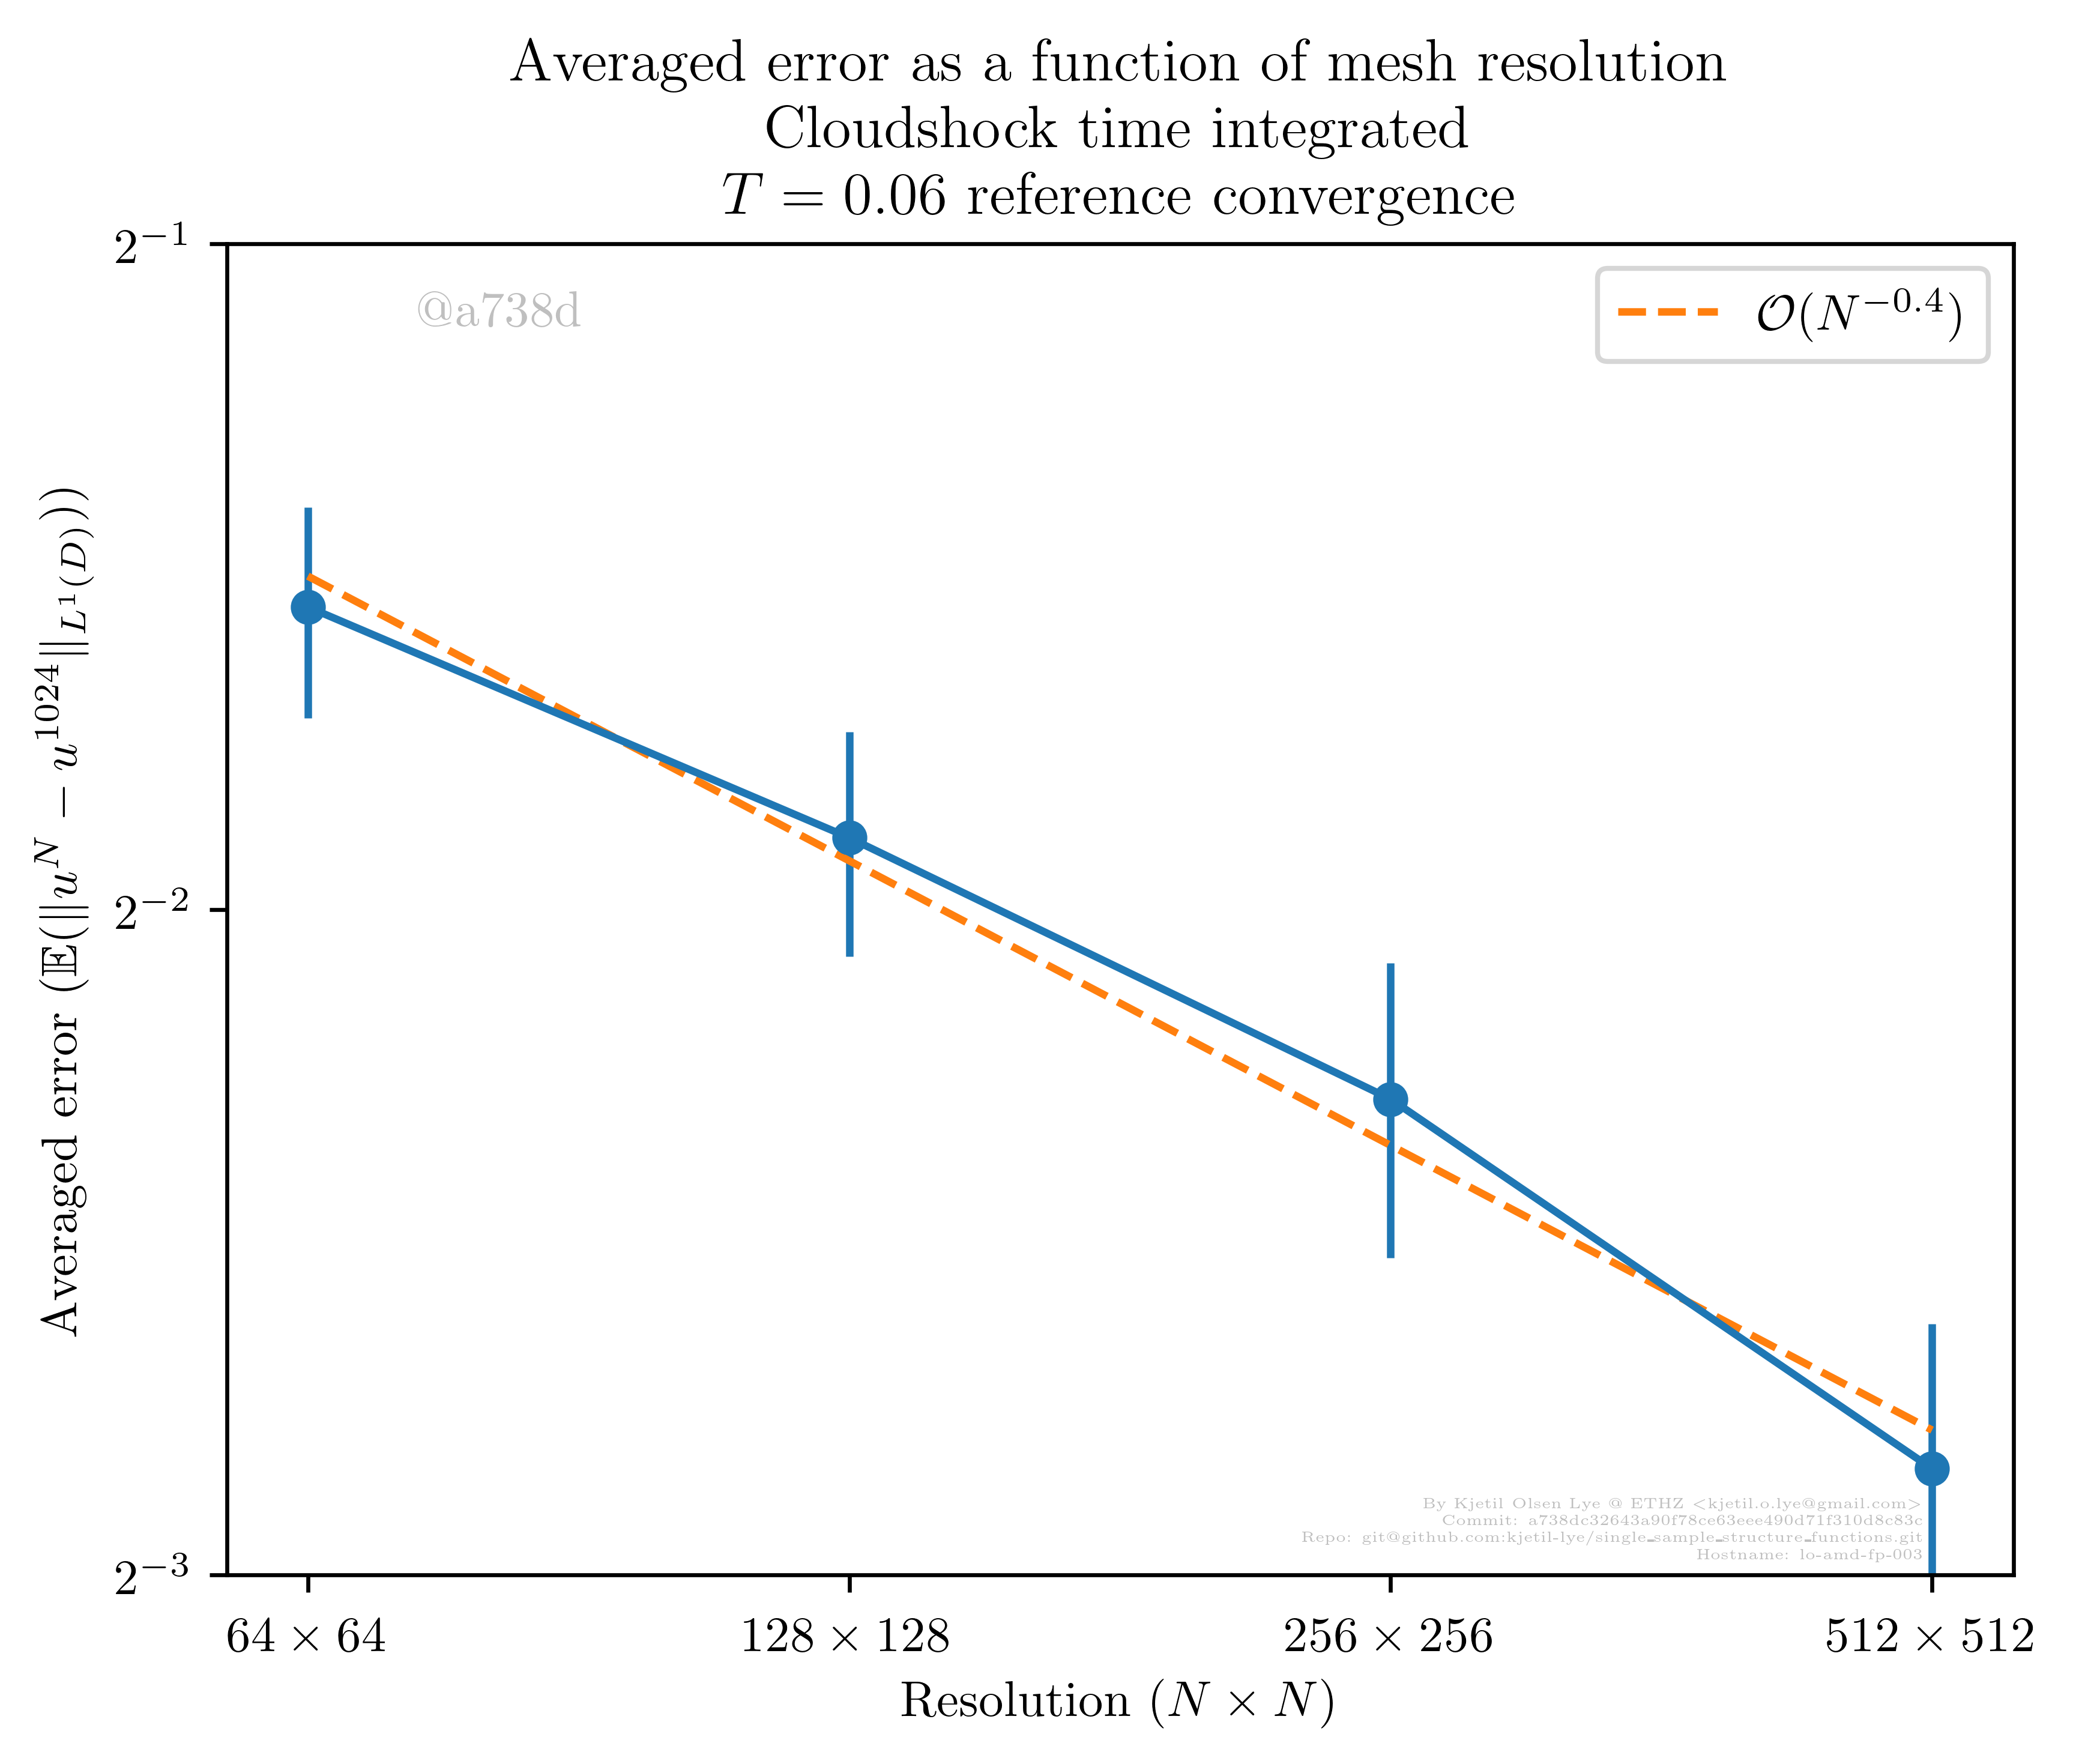 Averaged error as a function of mesh resolution
Cloudshock time integrated
T = 0.06 reference convergence
2⁻¹
@a738d
𝒪(N⁻⁰·⁴)
Averaged error (𝔼(||uᴺ − u¹⁰²⁴||_{L¹(D)}))
2⁻²
By Kjetil Olsen Lye @ ETHZ <kjetil.o.lye@gmail.com>
Commit: a738dc32643a90f78ce63eee490d71f310d8c83c
Repo: git@github.com:kjetil-lye/single_sample_structure_functions.git
Hostname: lo-amd-fp-003
2⁻³
64 × 64
128 × 128
256 × 256
512 × 512
Resolution (N × N)